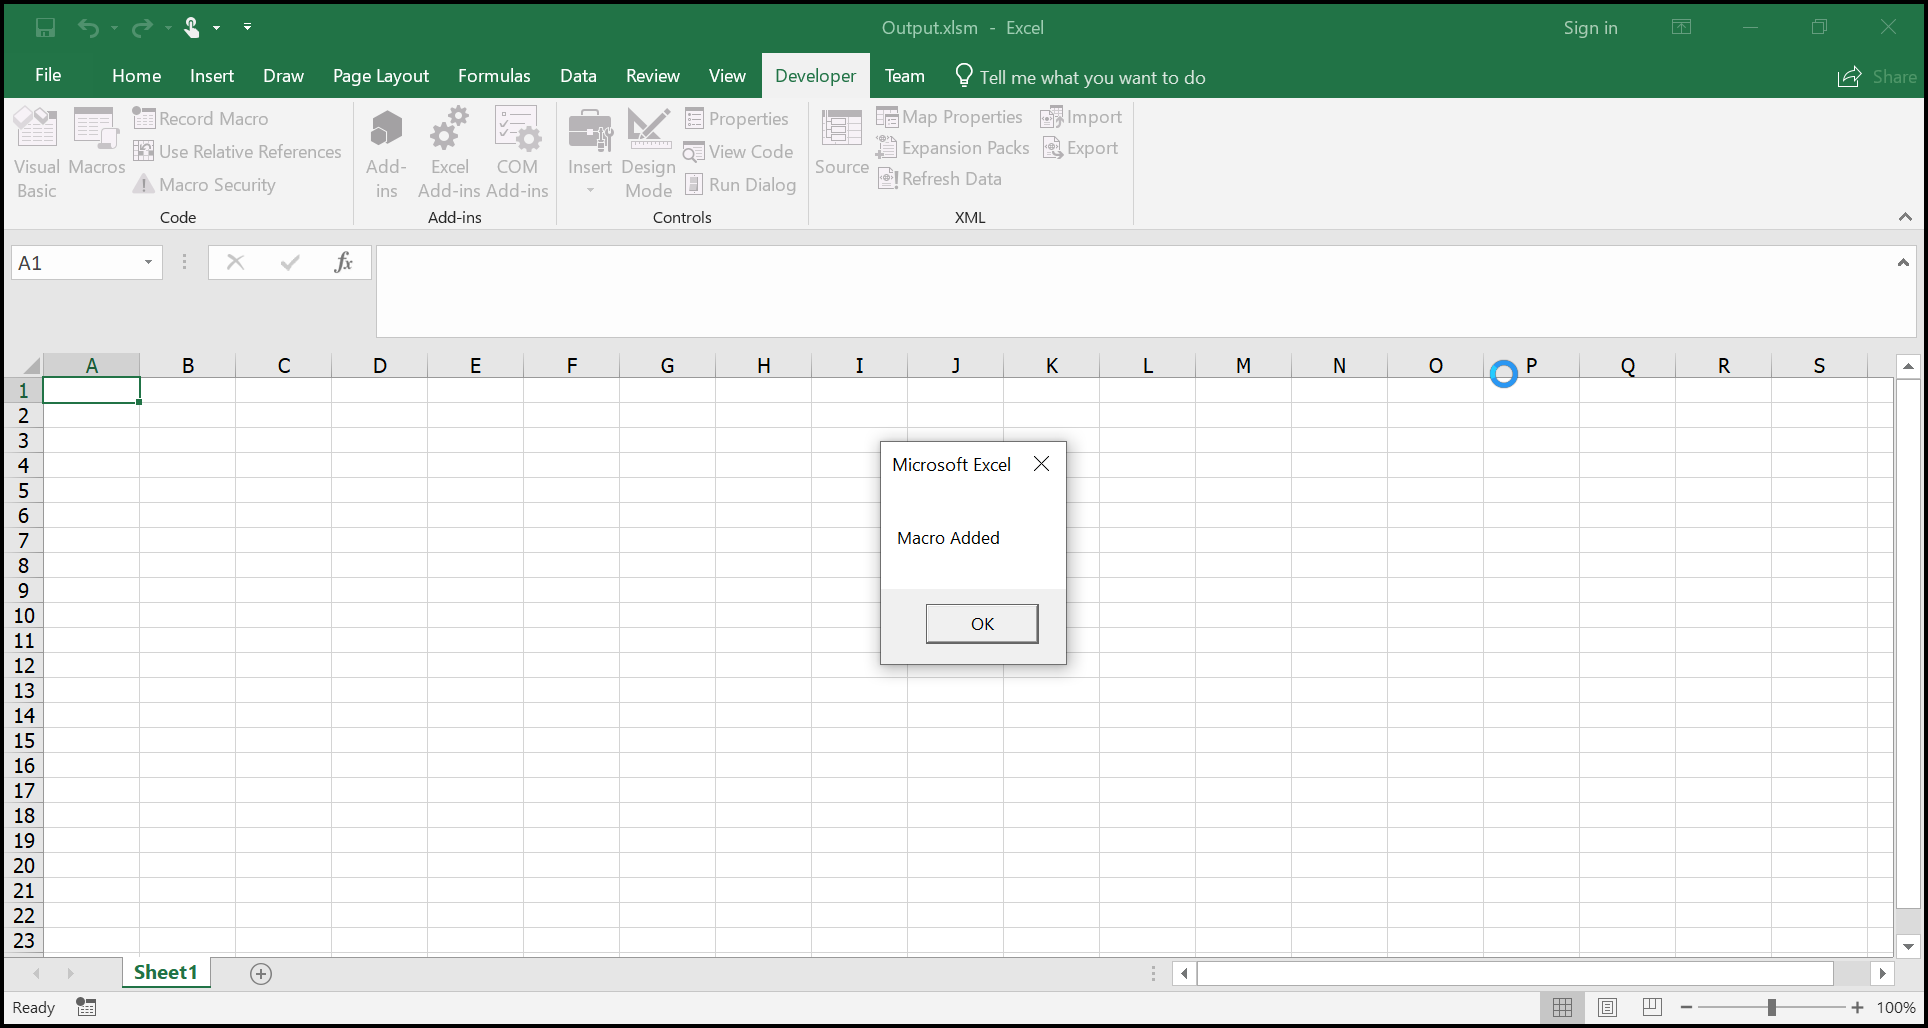 Output.xlsm - Excel
Sign in
File Home Insert Draw Page Layout Formulas Data Review View Developer Team Tell me what you want to do Share
Visual Basic
Macros
Record Macro
Use Relative References
Macro Security
Code
Add-ins
Excel Add-ins
COM Add-ins
Add-ins
Insert
Design Mode
Properties
View Code
Run Dialog
Controls
Source
Map Properties
Expansion Packs
Refresh Data
Import
Export
XML
A1
fx
A B C D E F G H I J K L M N O P Q R S
1
2
3
4
5
6
7
8
9
10
11
12
13
14
15
16
17
18
19
20
21
22
23
Microsoft Excel
Macro Added
OK
Sheet1
Ready
100%